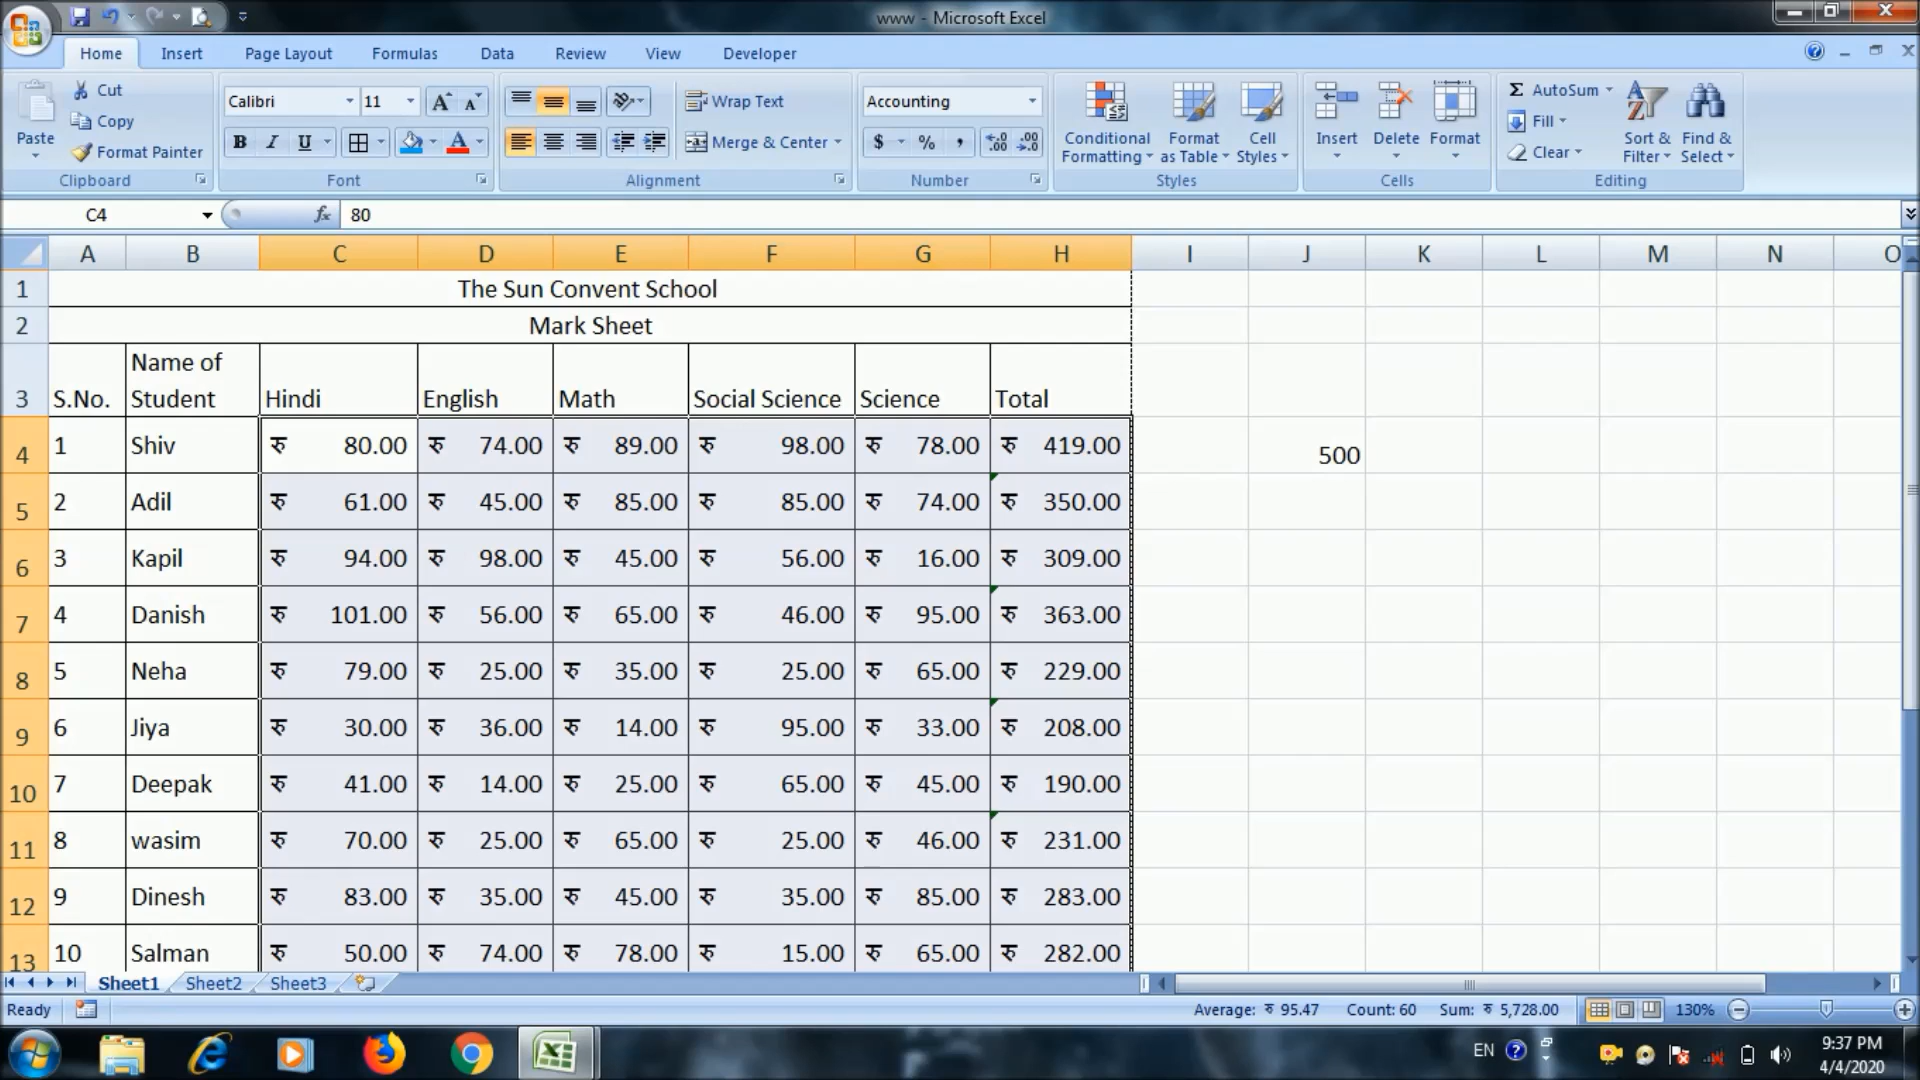 www - Microsoft Excel
Home Insert Page Layout Formulas Data Review View Developer
Paste
Cut
Copy
Format Painter
Clipboard
Calibri 11
B I U
Font
Wrap Text
Merge & Center
Alignment
Accounting
$ % ,
Number
Conditional Formatting
Format as Table
Cell Styles
Styles
Insert Delete Format
Cells
Σ AutoSum
Fill
Clear
Sort & Filter
Find & Select
Editing
C4 fx 80
A B C D E F G H I J K L M N O
1 The Sun Convent School
2 Mark Sheet
3 S.No. Name of Student Hindi English Math Social Science Science Total
4 1 Shiv रु 80.00 रु 74.00 रु 89.00 रु 98.00 रु 78.00 रु 419.00 500
5 2 Adil रु 61.00 रु 45.00 रु 85.00 रु 85.00 रु 74.00 रु 350.00
6 3 Kapil रु 94.00 रु 98.00 रु 45.00 रु 56.00 रु 16.00 रु 309.00
7 4 Danish रु 101.00 रु 56.00 रु 65.00 रु 46.00 रु 95.00 रु 363.00
8 5 Neha रु 79.00 रु 25.00 रु 35.00 रु 25.00 रु 65.00 रु 229.00
9 6 Jiya रु 30.00 रु 36.00 रु 14.00 रु 95.00 रु 33.00 रु 208.00
10 7 Deepak रु 41.00 रु 14.00 रु 25.00 रु 65.00 रु 45.00 रु 190.00
11 8 wasim रु 70.00 रु 25.00 रु 65.00 रु 25.00 रु 46.00 रु 231.00
12 9 Dinesh रु 83.00 रु 35.00 रु 45.00 रु 35.00 रु 85.00 रु 283.00
13 10 Salman रु 50.00 रु 74.00 रु 78.00 रु 15.00 रु 65.00 रु 282.00
Sheet1 Sheet2 Sheet3
Ready Average: रु 95.47 Count: 60 Sum: रु 5,728.00 130%
EN 9:37 PM
4/4/2020